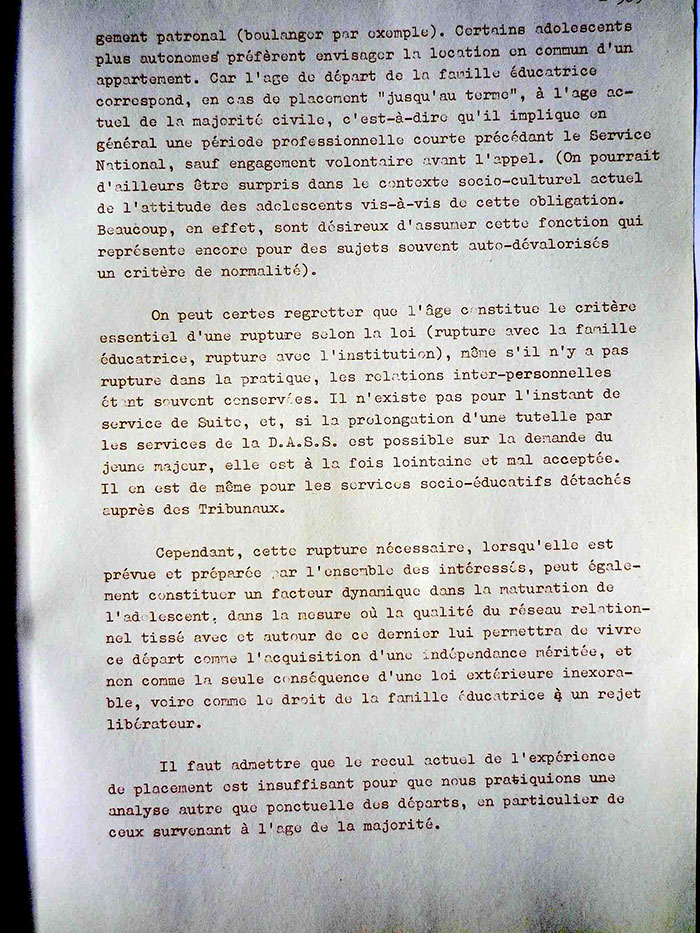 gement patronal (boulanger par exemple). Certains adolescents
plus autonomes préfèrent envisager la location en commun d'un
appartement. Car l'age de départ de la famille éducatrice
correspond, en cas de placement "jusqu'au terme", à l'age ac-
tuel de la majorité civile, c'est-à-dire qu'il implique en
général une période professionnelle courte précédant le Service
National, sauf engagement volontaire avant l'appel. (On pourrait
d'ailleurs être surpris dans le contexte socio-culturel actuel
de l'attitude des adolescents vis-à-vis de cette obligation.
Beaucoup, en effet, sont désireux d'assumer cette fonction qui
représente encore pour des sujets souvent auto-dévalorisés
un critère de normalité).
On peut certes regretter que l'âge constitue le critère
essentiel d'une rupture selon la loi (rupture avec la famille
éducatrice, rupture avec l'institution), même s'il n'y a pas
rupture dans la pratique, les relations inter-personnelles
étant souvent conservées. Il n'existe pas pour l'instant de
service de Suite, et, si la prolongation d'une tutelle par
les services de la D.A.S.S. est possible sur la demande du
jeune majeur, elle est à la fois lointaine et mal acceptée.
Il en est de même pour les services socio-éducatifs détachés
auprès des Tribunaux.
Cependant, cette rupture nécessaire, lorsqu'elle est
prévue et préparée par l'ensemble des intéressés, peut égale-
ment constituer un facteur dynamique dans la maturation de
l'adolescent, dans la mesure où la qualité du réseau relation-
nel tissé avec et autour de ce dernier lui permettra de vivre
ce départ comme l'acquisition d'une indépendance méritée, et
non comme la seule conséquence d'une loi extérieure inexora-
ble, voire comme le droit de la famille éducatrice à un rejet
libérateur.
Il faut admettre que le recul actuel de l'expérience
de placement est insuffisant pour que nous pratiquions une
analyse autre que ponctuelle des départs, en particulier de
ceux survenant à l'age de la majorité.